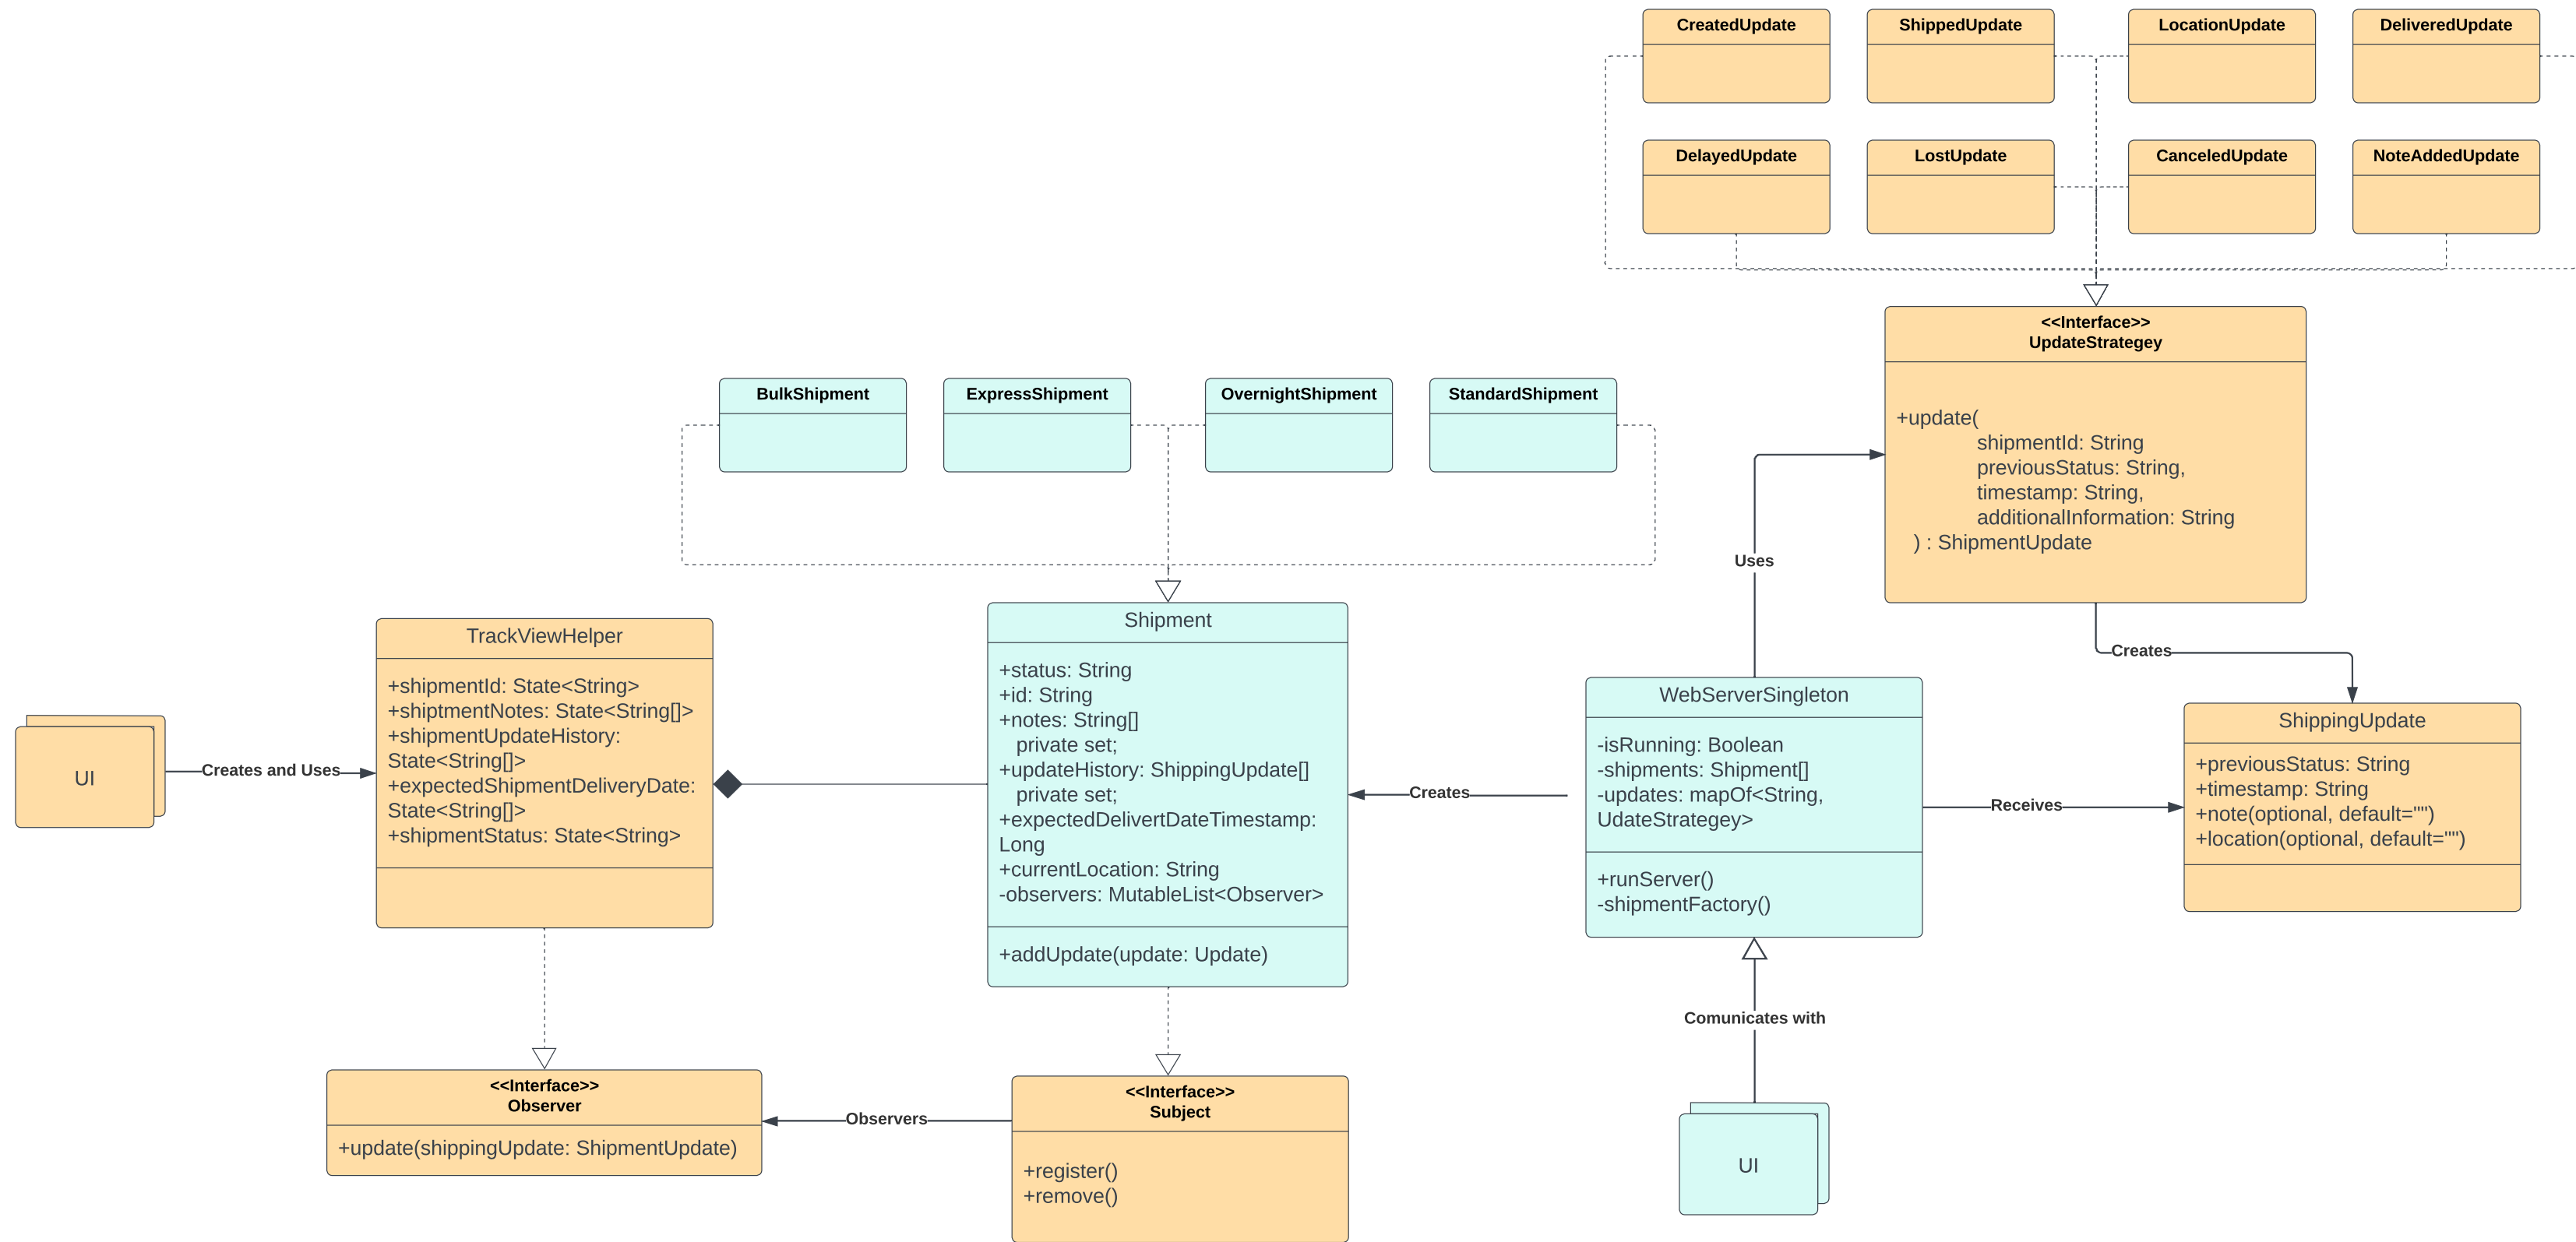 CreatedUpdate
ShippedUpdate
LocationUpdate
DeliveredUpdate
DelayedUpdate
LostUpdate
CanceledUpdate
NoteAddedUpdate
<<Interface>>
UpdateStrategey
+update(
shipmentId: String
previousStatus: String,
timestamp: String,
additionalInformation: String
) : ShipmentUpdate
BulkShipment
ExpressShipment
OvernightShipment
StandardShipment
Uses
Creates
UI
Creates and Uses
TrackViewHelper
+shipmentId: State<String>
+shiptmentNotes: State<String[]>
+shipmentUpdateHistory:
State<String[]>
+expectedShipmentDeliveryDate:
State<String[]>
+shipmentStatus: State<String>
Shipment
+status: String
+id: String
+notes: String[]
private set;
+updateHistory: ShippingUpdate[]
private set;
+expectedDelivertDateTimestamp:
Long
+currentLocation: String
-observers: MutableList<Observer>
+addUpdate(update: Update)
Creates
WebServerSingleton
-isRunning: Boolean
-shipments: Shipment[]
-updates: mapOf<String,
UdateStrategey>
+runServer()
-shipmentFactory()
Receives
ShippingUpdate
+previousStatus: String
+timestamp: String
+note(optional, default="")
+location(optional, default="")
Comunicates with
UI
<<Interface>>
Observer
+update(shippingUpdate: ShipmentUpdate)
Observers
<<Interface>>
Subject
+register()
+remove()